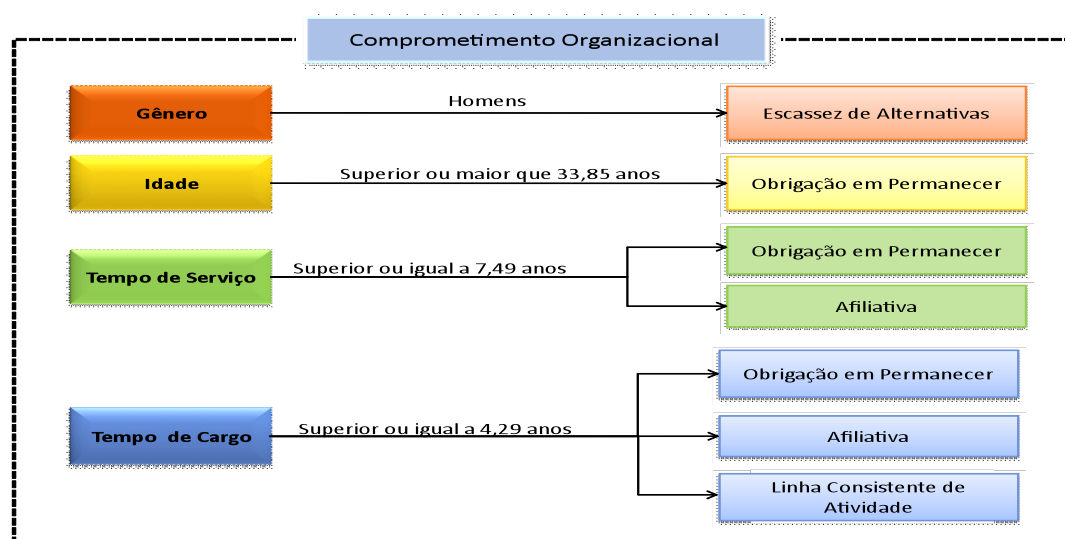 Comprometimento Organizacional
Gênero
Homens
Escassez de Alternativas
Idade
Superior ou maior que 33,85 anos
Obrigação em Permanecer
Tempo de Serviço
Superior ou igual a 7,49 anos
Obrigação em Permanecer
Afiliativa
Tempo de Cargo
Superior ou igual a 4,29 anos
Obrigação em Permanecer
Afiliativa
Linha Consistente de
Atividade